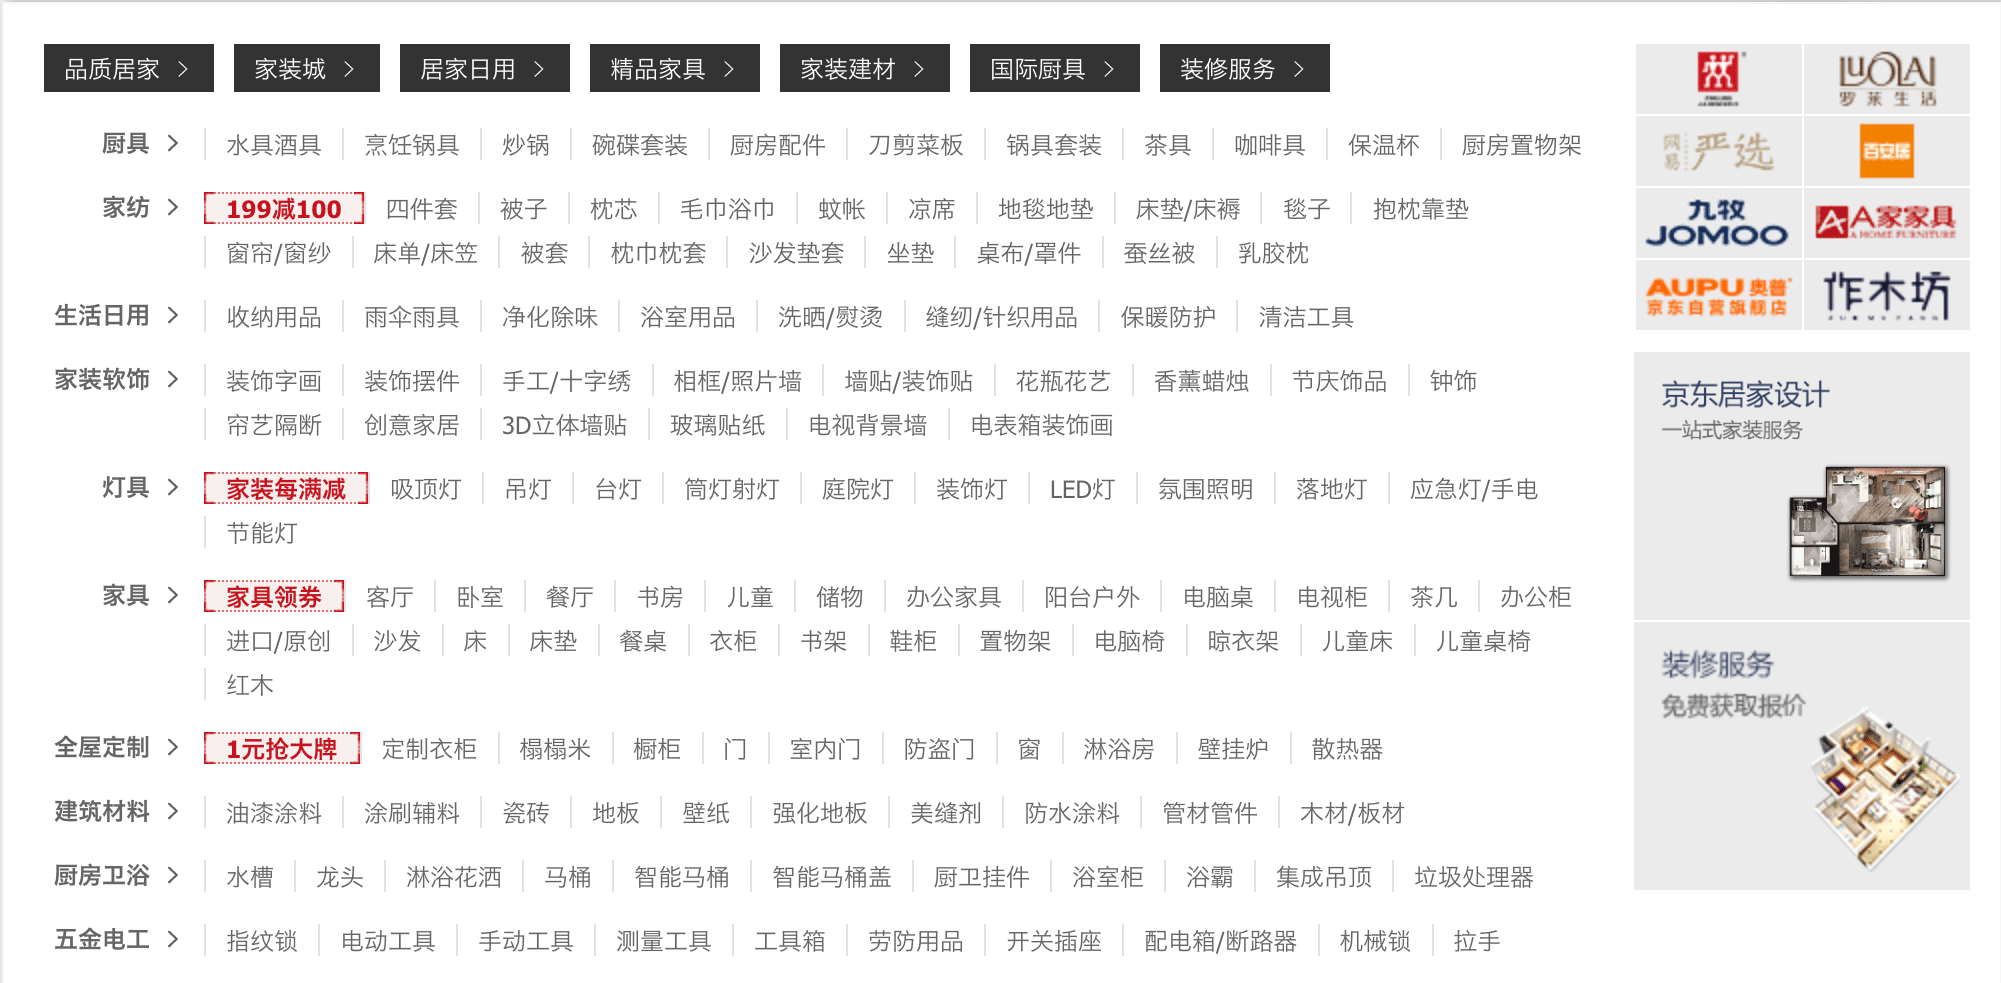 品质居家 > 家装城 > 居家日用 > 精品家具 > 家装建材 > 国际厨具 > 装修服务 >
厨具 > 水具酒具 烹饪锅具 炒锅 碗碟套装 厨房配件 刀剪菜板 锅具套装 茶具 咖啡具 保温杯 厨房置物架
家纺 > 199减100 四件套 被子 枕芯 毛巾浴巾 蚊帐 凉席 地毯地垫 床垫/床褥 毯子 抱枕靠垫
窗帘/窗纱 床单/床笠 被套 枕巾枕套 沙发垫套 坐垫 桌布/罩件 蚕丝被 乳胶枕
生活日用 > 收纳用品 雨伞雨具 净化除味 浴室用品 洗晒/熨烫 缝纫/针织用品 保暖防护 清洁工具
家装软饰 > 装饰字画 装饰摆件 手工/十字绣 相框/照片墙 墙贴/装饰贴 花瓶花艺 香薰蜡烛 节庆饰品 钟饰
帘艺隔断 创意家居 3D立体墙贴 玻璃贴纸 电视背景墙 电表箱装饰画
灯具 > 家装每满减 吸顶灯 吊灯 台灯 筒灯射灯 庭院灯 装饰灯 LED灯 氛围照明 落地灯 应急灯/手电
节能灯
家具 > 家具领券 客厅 卧室 餐厅 书房 儿童 储物 办公家具 阳台户外 电脑桌 电视柜 茶几 办公柜
进口/原创 沙发 床 床垫 餐桌 衣柜 书架 鞋柜 置物架 电脑椅 晾衣架 儿童床 儿童桌椅
红木
全屋定制 > 1元抢大牌 定制衣柜 榻榻米 橱柜 门 室内门 防盗门 窗 淋浴房 壁挂炉 散热器
建筑材料 > 油漆涂料 涂刷辅料 瓷砖 地板 壁纸 强化地板 美缝剂 防水涂料 管材管件 木材/板材
厨房卫浴 > 水槽 龙头 淋浴花洒 马桶 智能马桶 智能马桶盖 厨卫挂件 浴室柜 浴霸 集成吊顶 垃圾处理器
五金电工 > 指纹锁 电动工具 手动工具 测量工具 工具箱 劳防用品 开关插座 配电箱/断路器 机械锁 拉手
LUOLAI
罗莱生活
网易严选
百安居
九牧
JOMOO
A家家具
A HOME FURNITURE
AUPU奥普
京东自营旗舰店
作木坊
京东居家设计
一站式家装服务
装修服务
免费获取报价